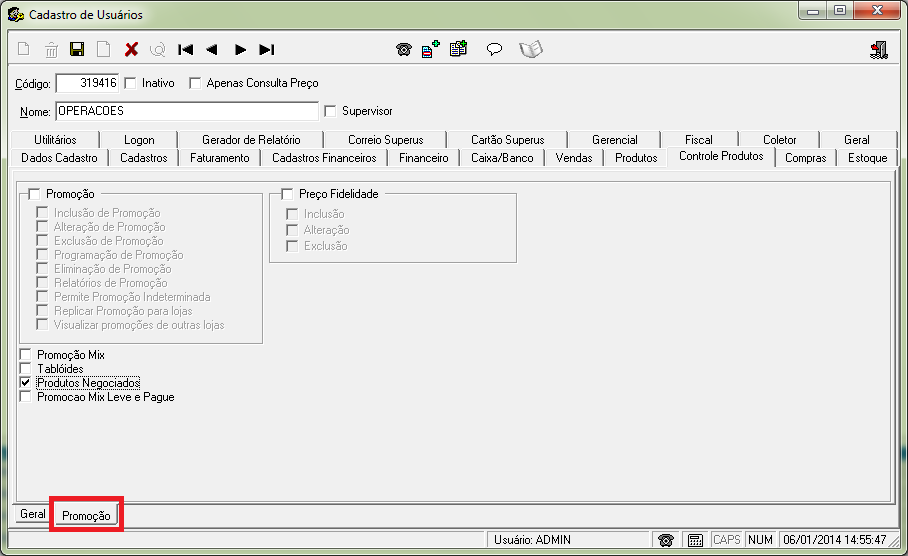 Cadastro de Usuários
Código: 319416 Inativo Apenas Consulta Preço
Nome: OPERACOES Supervisor
Utilitários Logon Gerador de Relatório Correio Superus Cartão Superus Gerencial Fiscal Coletor Geral
Dados Cadastro Cadastros Faturamento Cadastros Financeiros Financeiro Caixa/Banco Vendas Produtos Controle Produtos Compras Estoque
Promoção
Inclusão de Promoção
Alteração de Promoção
Exclusão de Promoção
Programação de Promoção
Eliminação de Promoção
Relatórios de Promoção
Permite Promoção Indeterminada
Replicar Promoção para lojas
Visualizar promoções de outras lojas
Preço Fidelidade
Inclusão
Alteração
Exclusão
Promoção Mix
Tablóides
Produtos Negociados
Promocao Mix Leve e Pague
Geral Promoção
Usuário: ADMIN CAPS NUM 06/01/2014 14:55:47